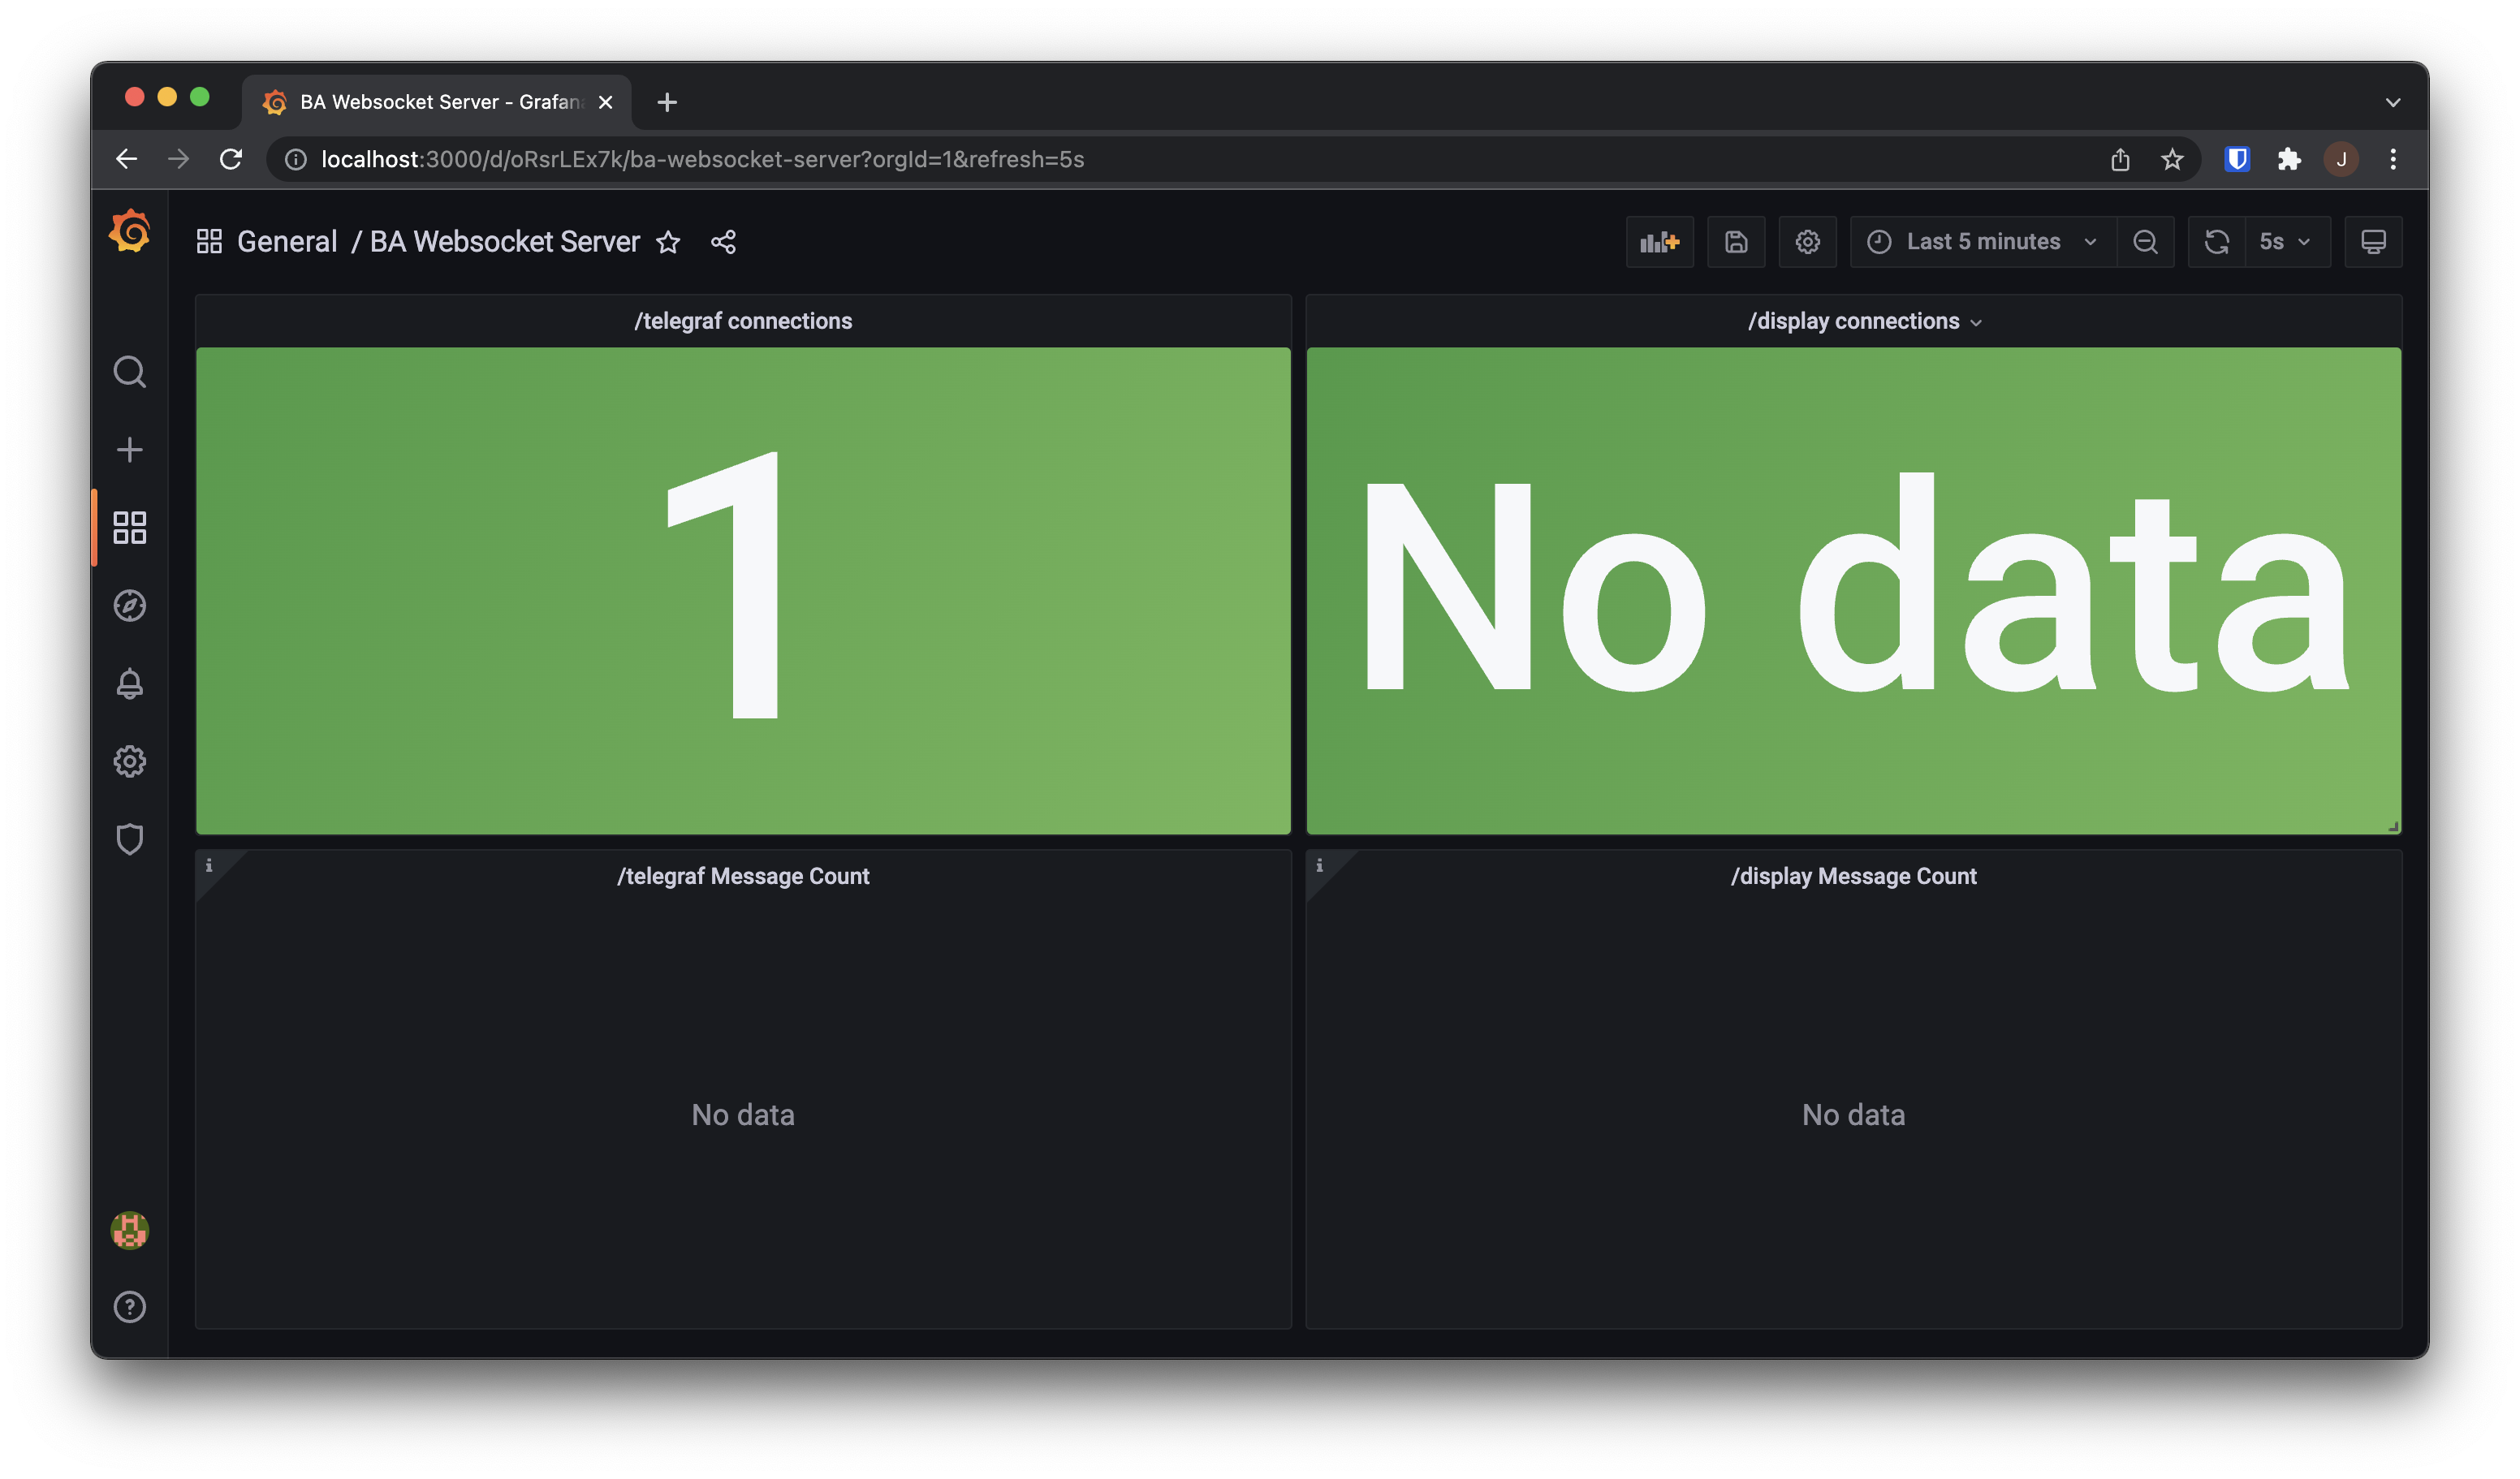 BA Websocket Server - Grafana
localhost:3000/d/oRsrLEx7k/ba-websocket-server?orgId=1&refresh=5s
J
General / BA Websocket Server
Last 5 minutes
5s
/telegraf connections
/display connections
1
No data
i
/telegraf Message Count
i
/display Message Count
No data
No data